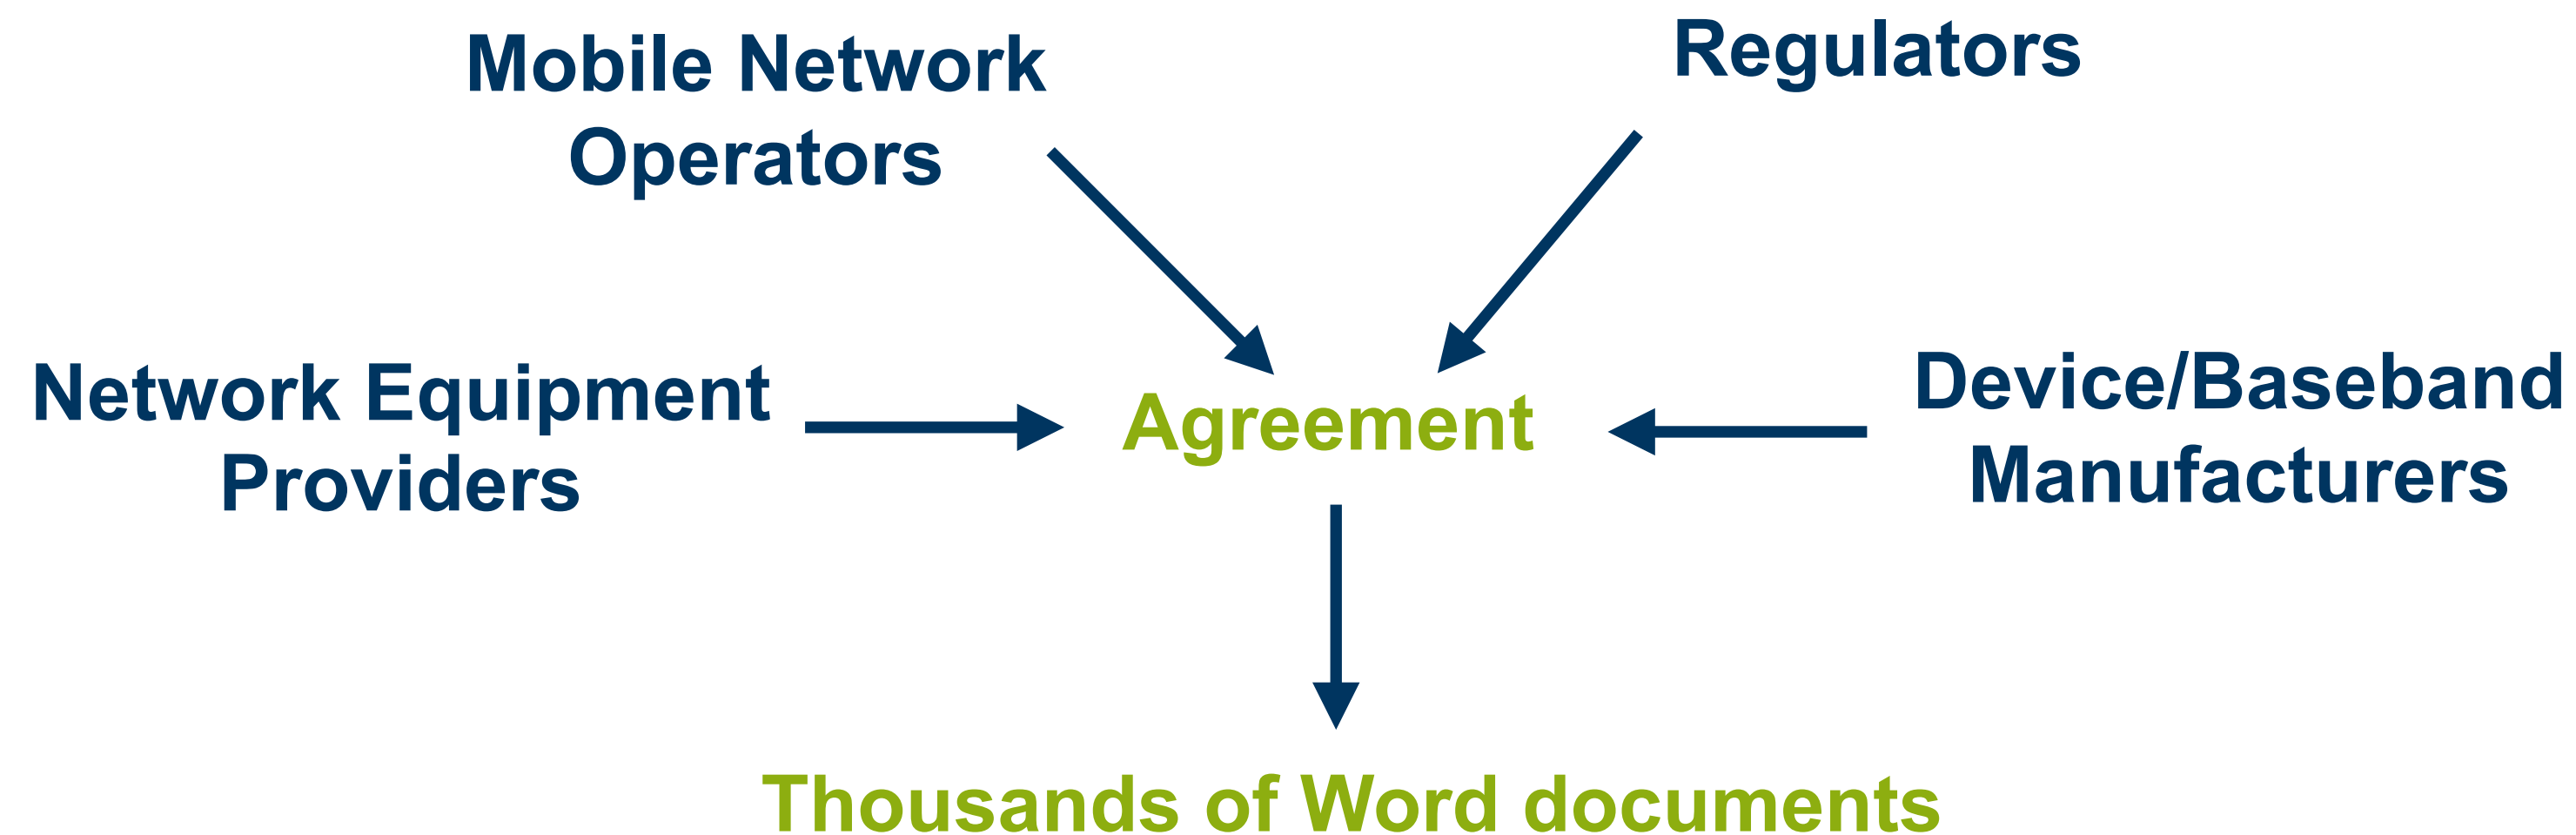 Mobile Network
Operators
Regulators
Network Equipment
Providers
Agreement
Device/Baseband
Manufacturers
Thousands of Word documents